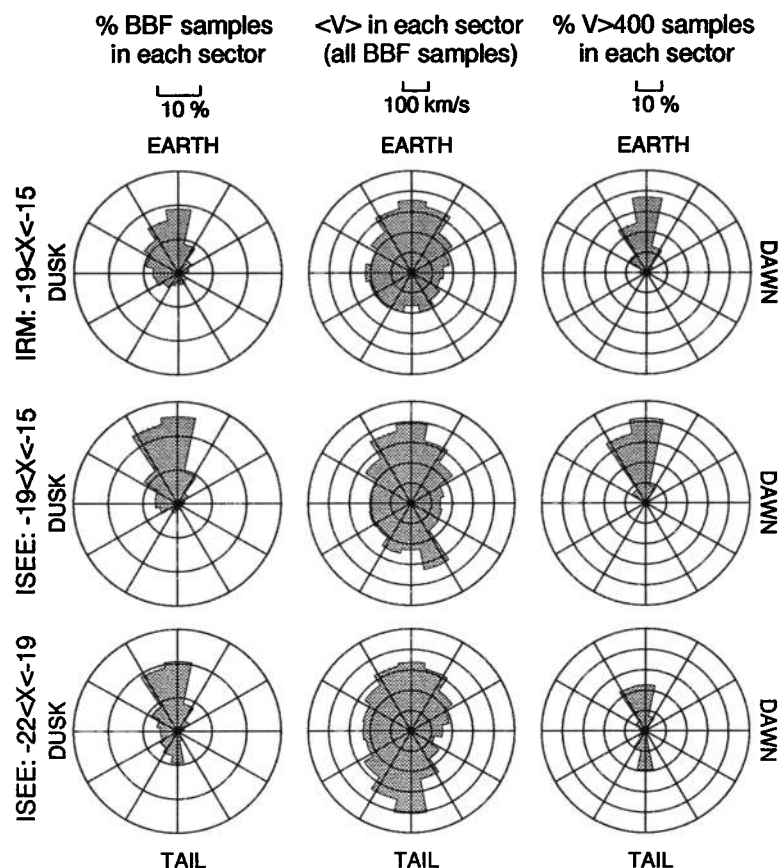 % BBF samples
in each sector
<V> in each sector
(all BBF samples)
% V>400 samples
in each sector
10 %
100 km/s
10 %
EARTH
EARTH
EARTH
IRM: -19<X<-15
DUSK
DAWN
ISEE: -19<X<-15
DUSK
DAWN
ISEE: -22<X<-19
DUSK
DAWN
TAIL
TAIL
TAIL